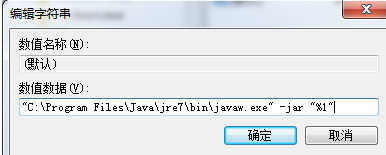 编辑字符串
数值名称(N):
(默认)
数值数据(V):
"C:\Program Files\Java\jre7\bin\javaw.exe" -jar "%1"
确定
取消